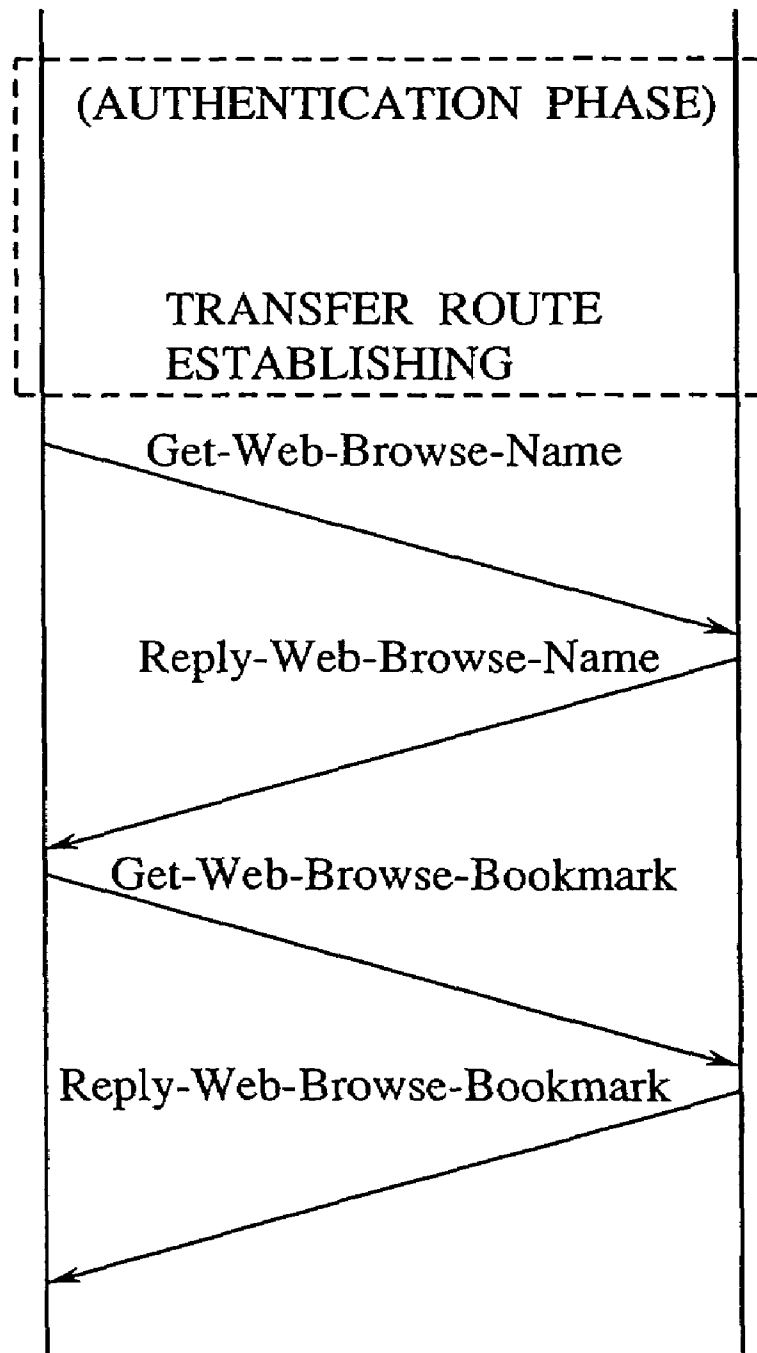 (AUTHENTICATION PHASE)
TRANSFER ROUTE
ESTABLISHING
Get-Web-Browse-Name
Reply-Web-Browse-Name
Get-Web-Browse-Bookmark
Reply-Web-Browse-Bookmark